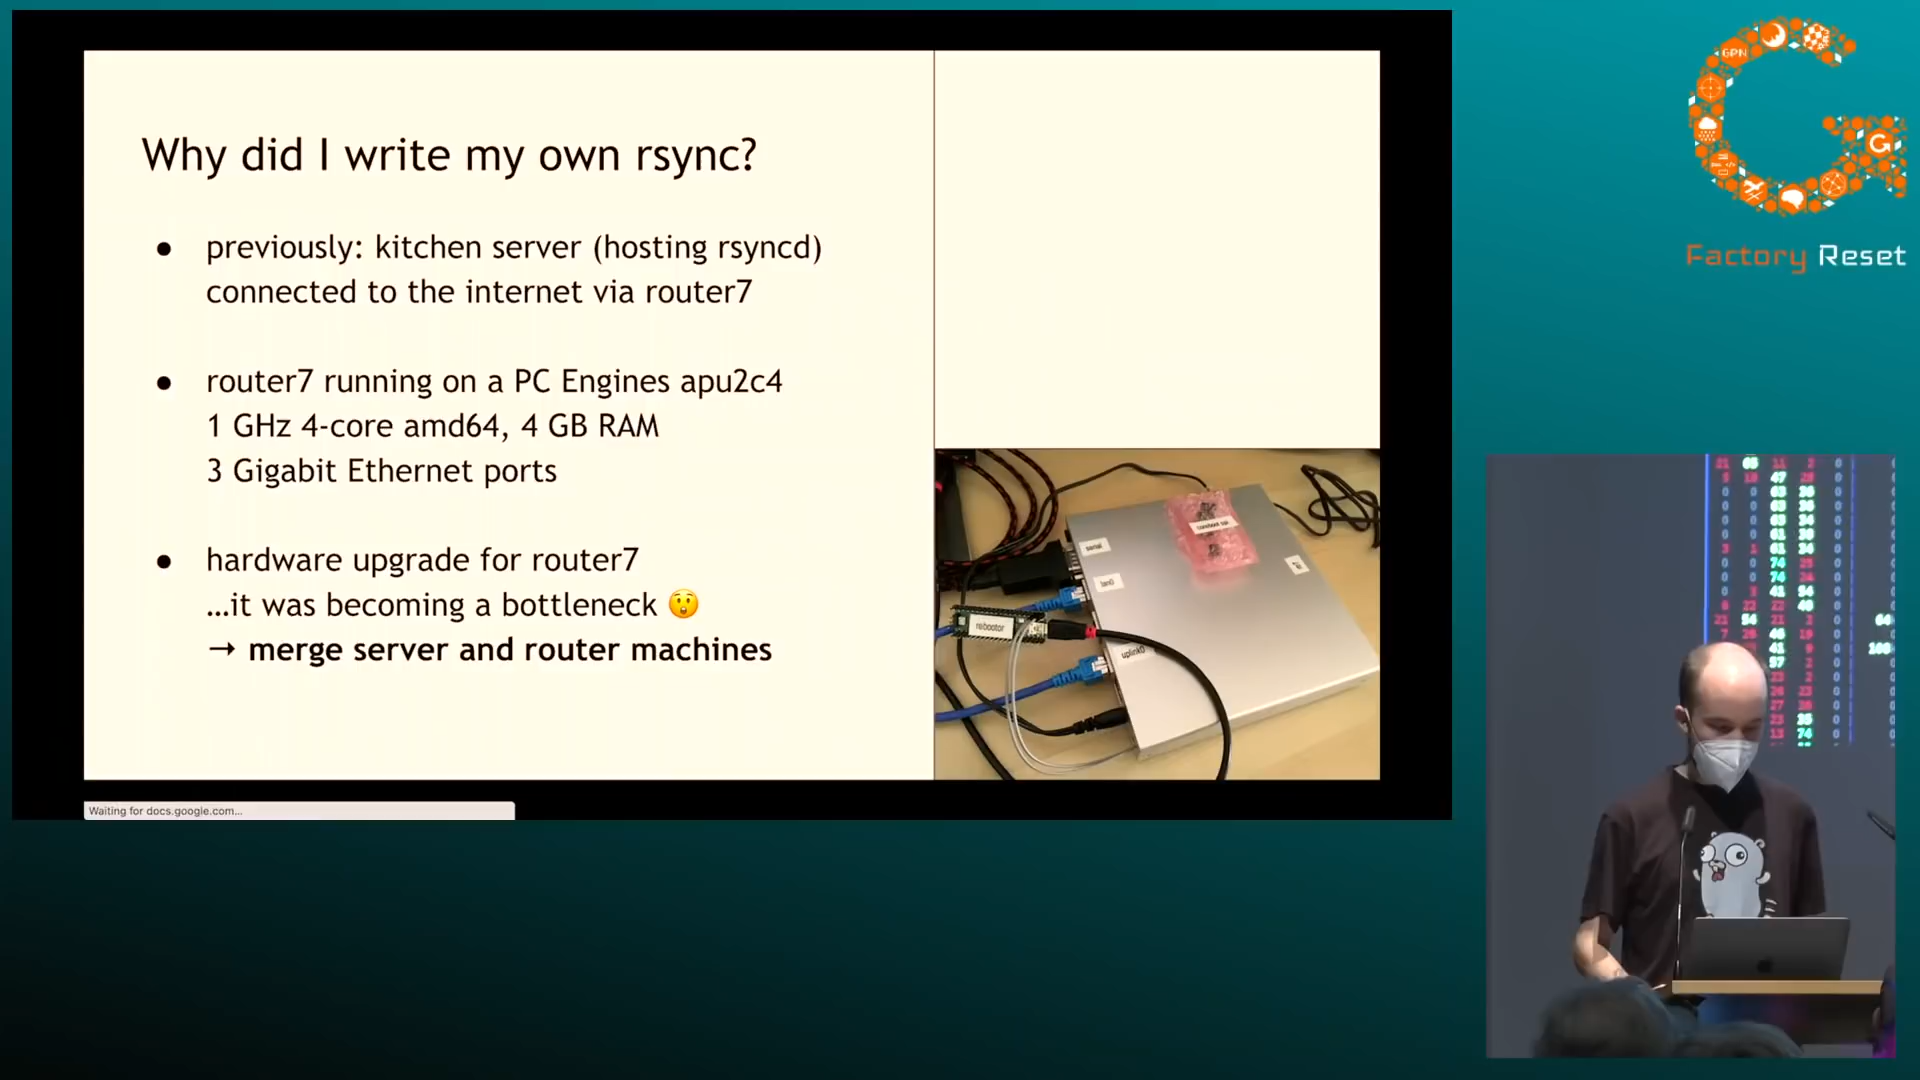 Why did I write my own rsync?
● previously: kitchen server (hosting rsyncd)
connected to the internet via router7
● router7 running on a PC Engines apu2c4
1 GHz 4-core amd64, 4 GB RAM
3 Gigabit Ethernet ports
● hardware upgrade for router7
…it was becoming a bottleneck 😲
→ merge server and router machines
serial
lan0
rebootor
uplink0
Waiting for docs.google.com...
GPN
Factory Reset